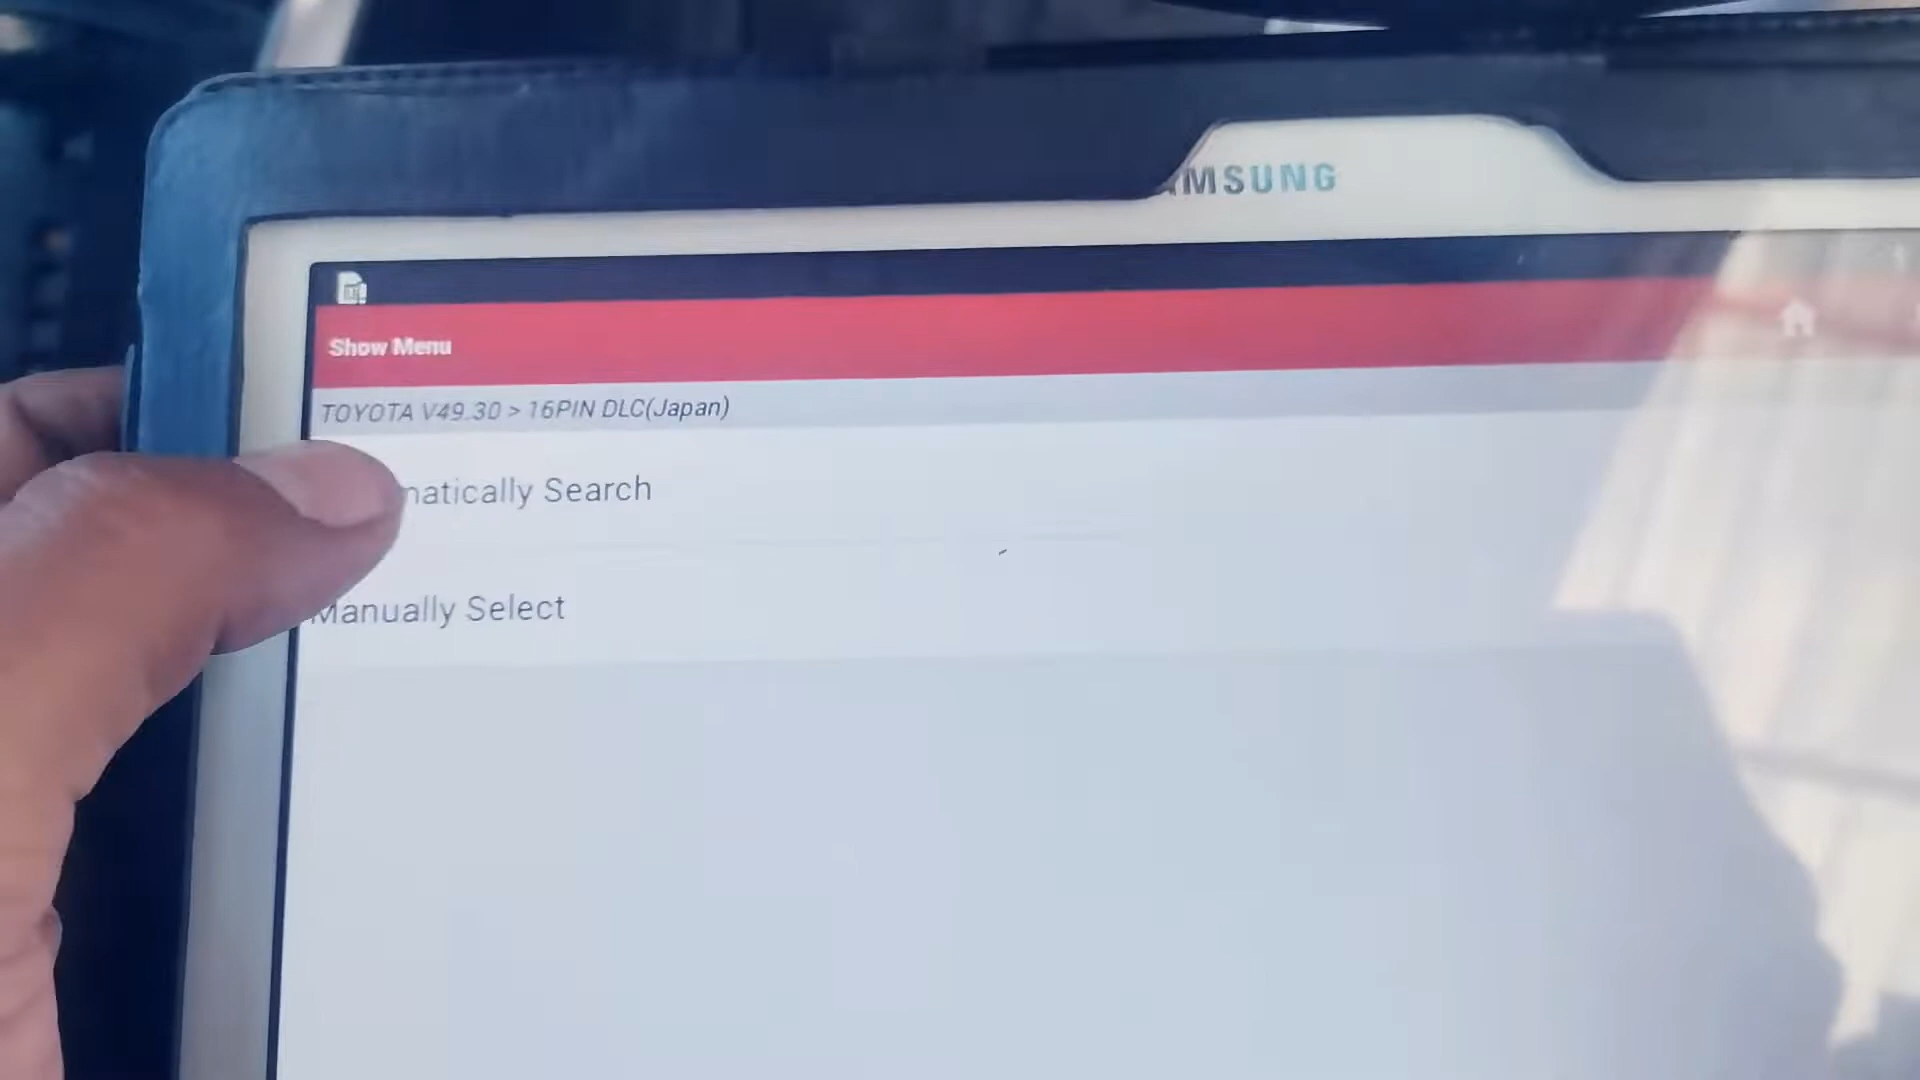 MSUNG
Show Menu
TOYOTA V49.30 > 16PIN DLC(Japan)
matically Search
Manually Select